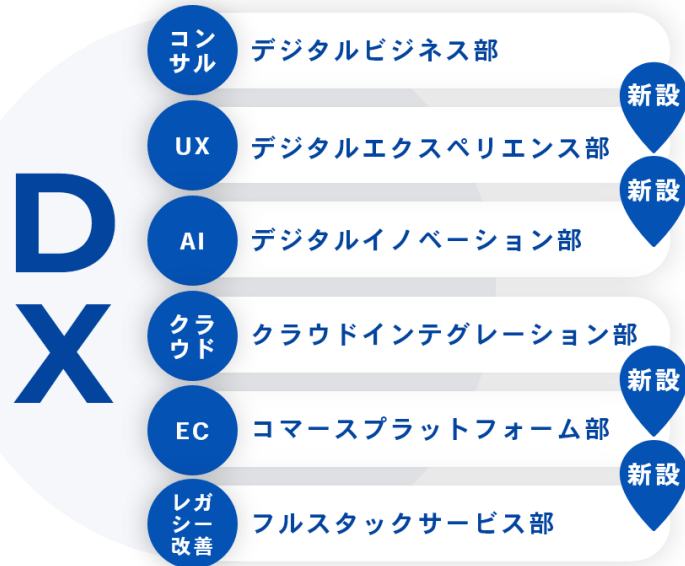 DX
コンサル
デジタルビジネス部
新設
UX
デジタルエクスペリエンス部
新設
AI
デジタルイノベーション部
クラウド
クラウドインテグレーション部
新設
EC
コマースプラットフォーム部
新設
レガシー改善
フルスタックサービス部